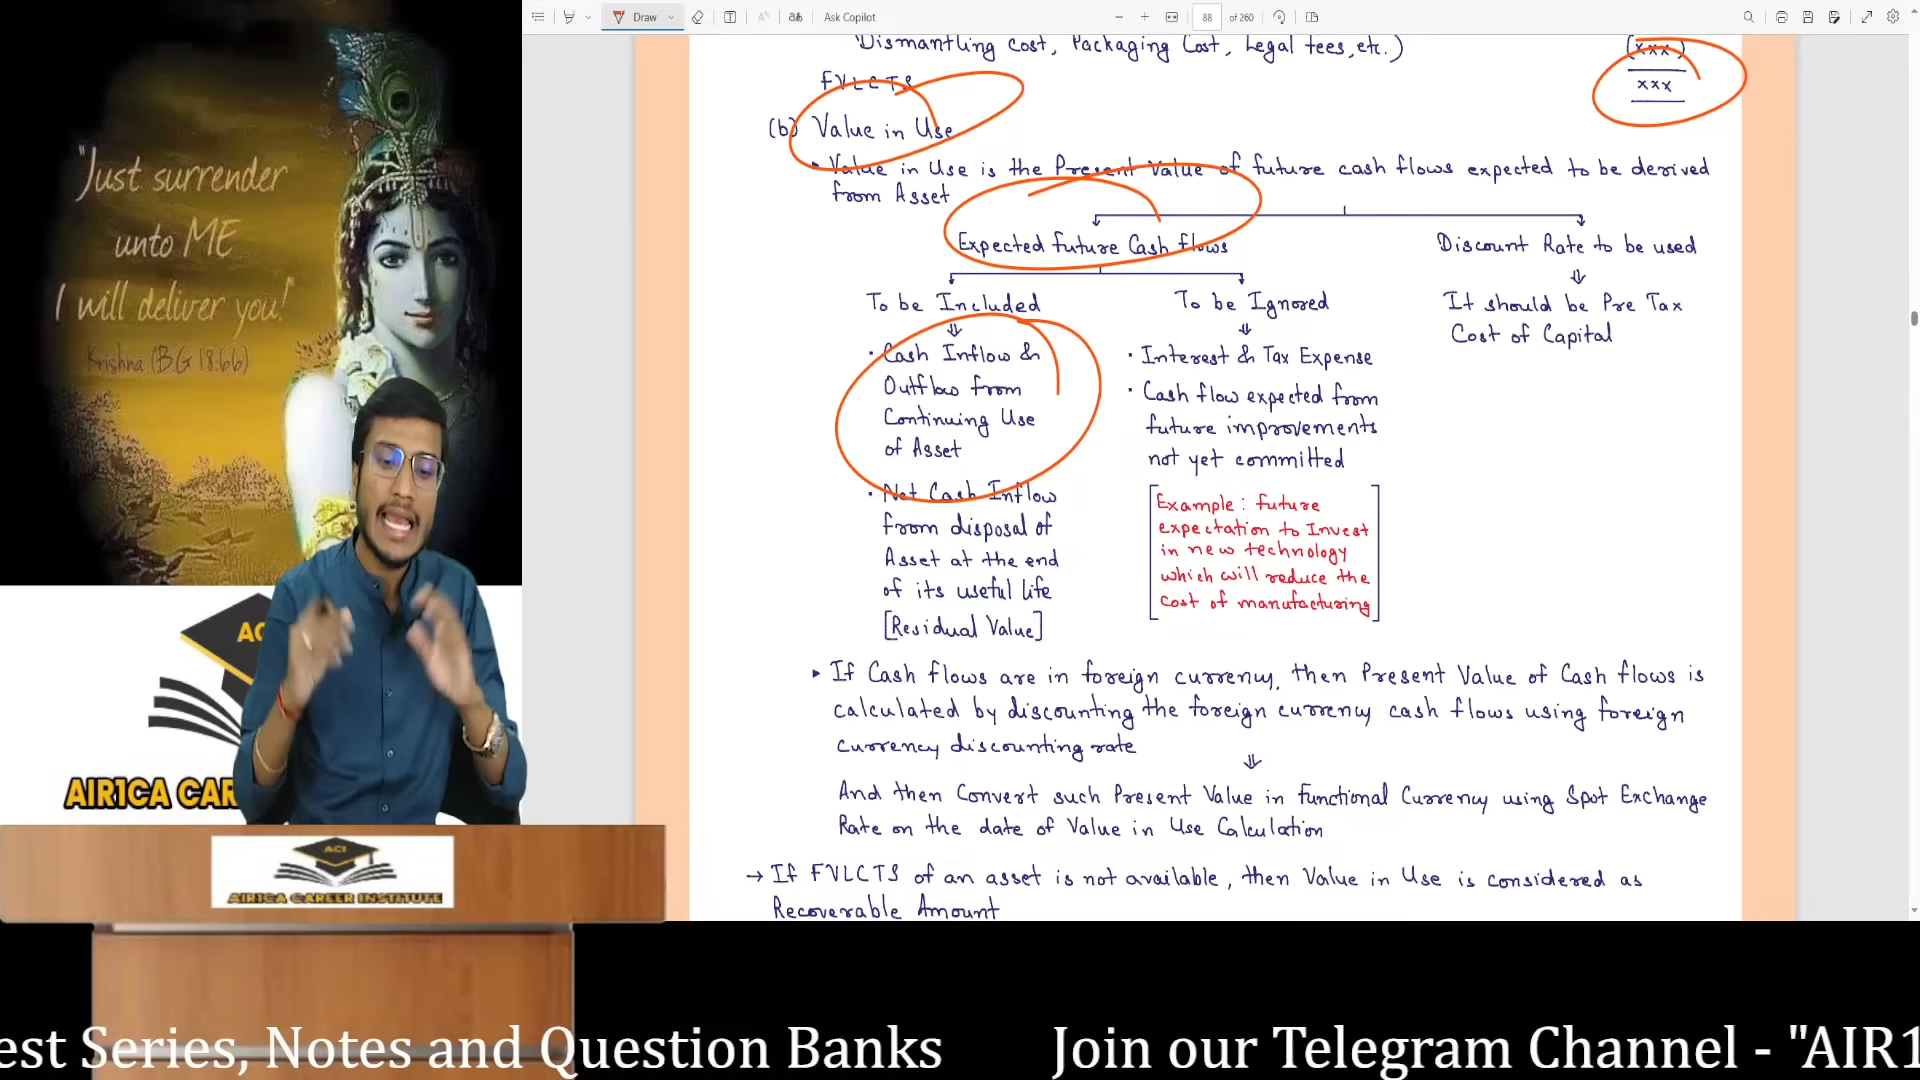 Draw
Ask Copilot
88 of 260
Dismantling Cost, Packaging Cost, Legal fees, etc.)
(xxx)
FVLCTS
xxx
(b) Value in Use
Value in Use is the Present Value of future cash flows expected to be derived
from Asset
Expected future Cash flows
Discount Rate to be used
To be Included
To be Ignored
It should be Pre Tax
Cost of Capital
• Cash Inflow &
Outflow from
Continuing Use
of Asset
• Net Cash Inflow
from disposal of
Asset at the end
of its useful life
[Residual Value]
• Interest & Tax Expense
• Cash flow expected from
future improvements
not yet committed
[Example : future
expectation to Invest
in new technology
which will reduce the
cost of manufacturing]
▸ If Cash flows are in foreign currency, then Present Value of Cash flows is
calculated by discounting the foreign currency cash flows using foreign
currency discounting rate
And then Convert such Present Value in Functional Currency using Spot Exchange
Rate on the date of Value in Use Calculation
→ If FVLCTS of an asset is not available, then Value in Use is considered as
Recoverable Amount
"Just surrender
unto ME
I will deliver you!"
Krishna (B.G 18.66)
AIR1CA CAR
ACI
AIR1CA CAREER INSTITUTE
est Series, Notes and Question Banks
Join our Telegram Channel - "AIR1